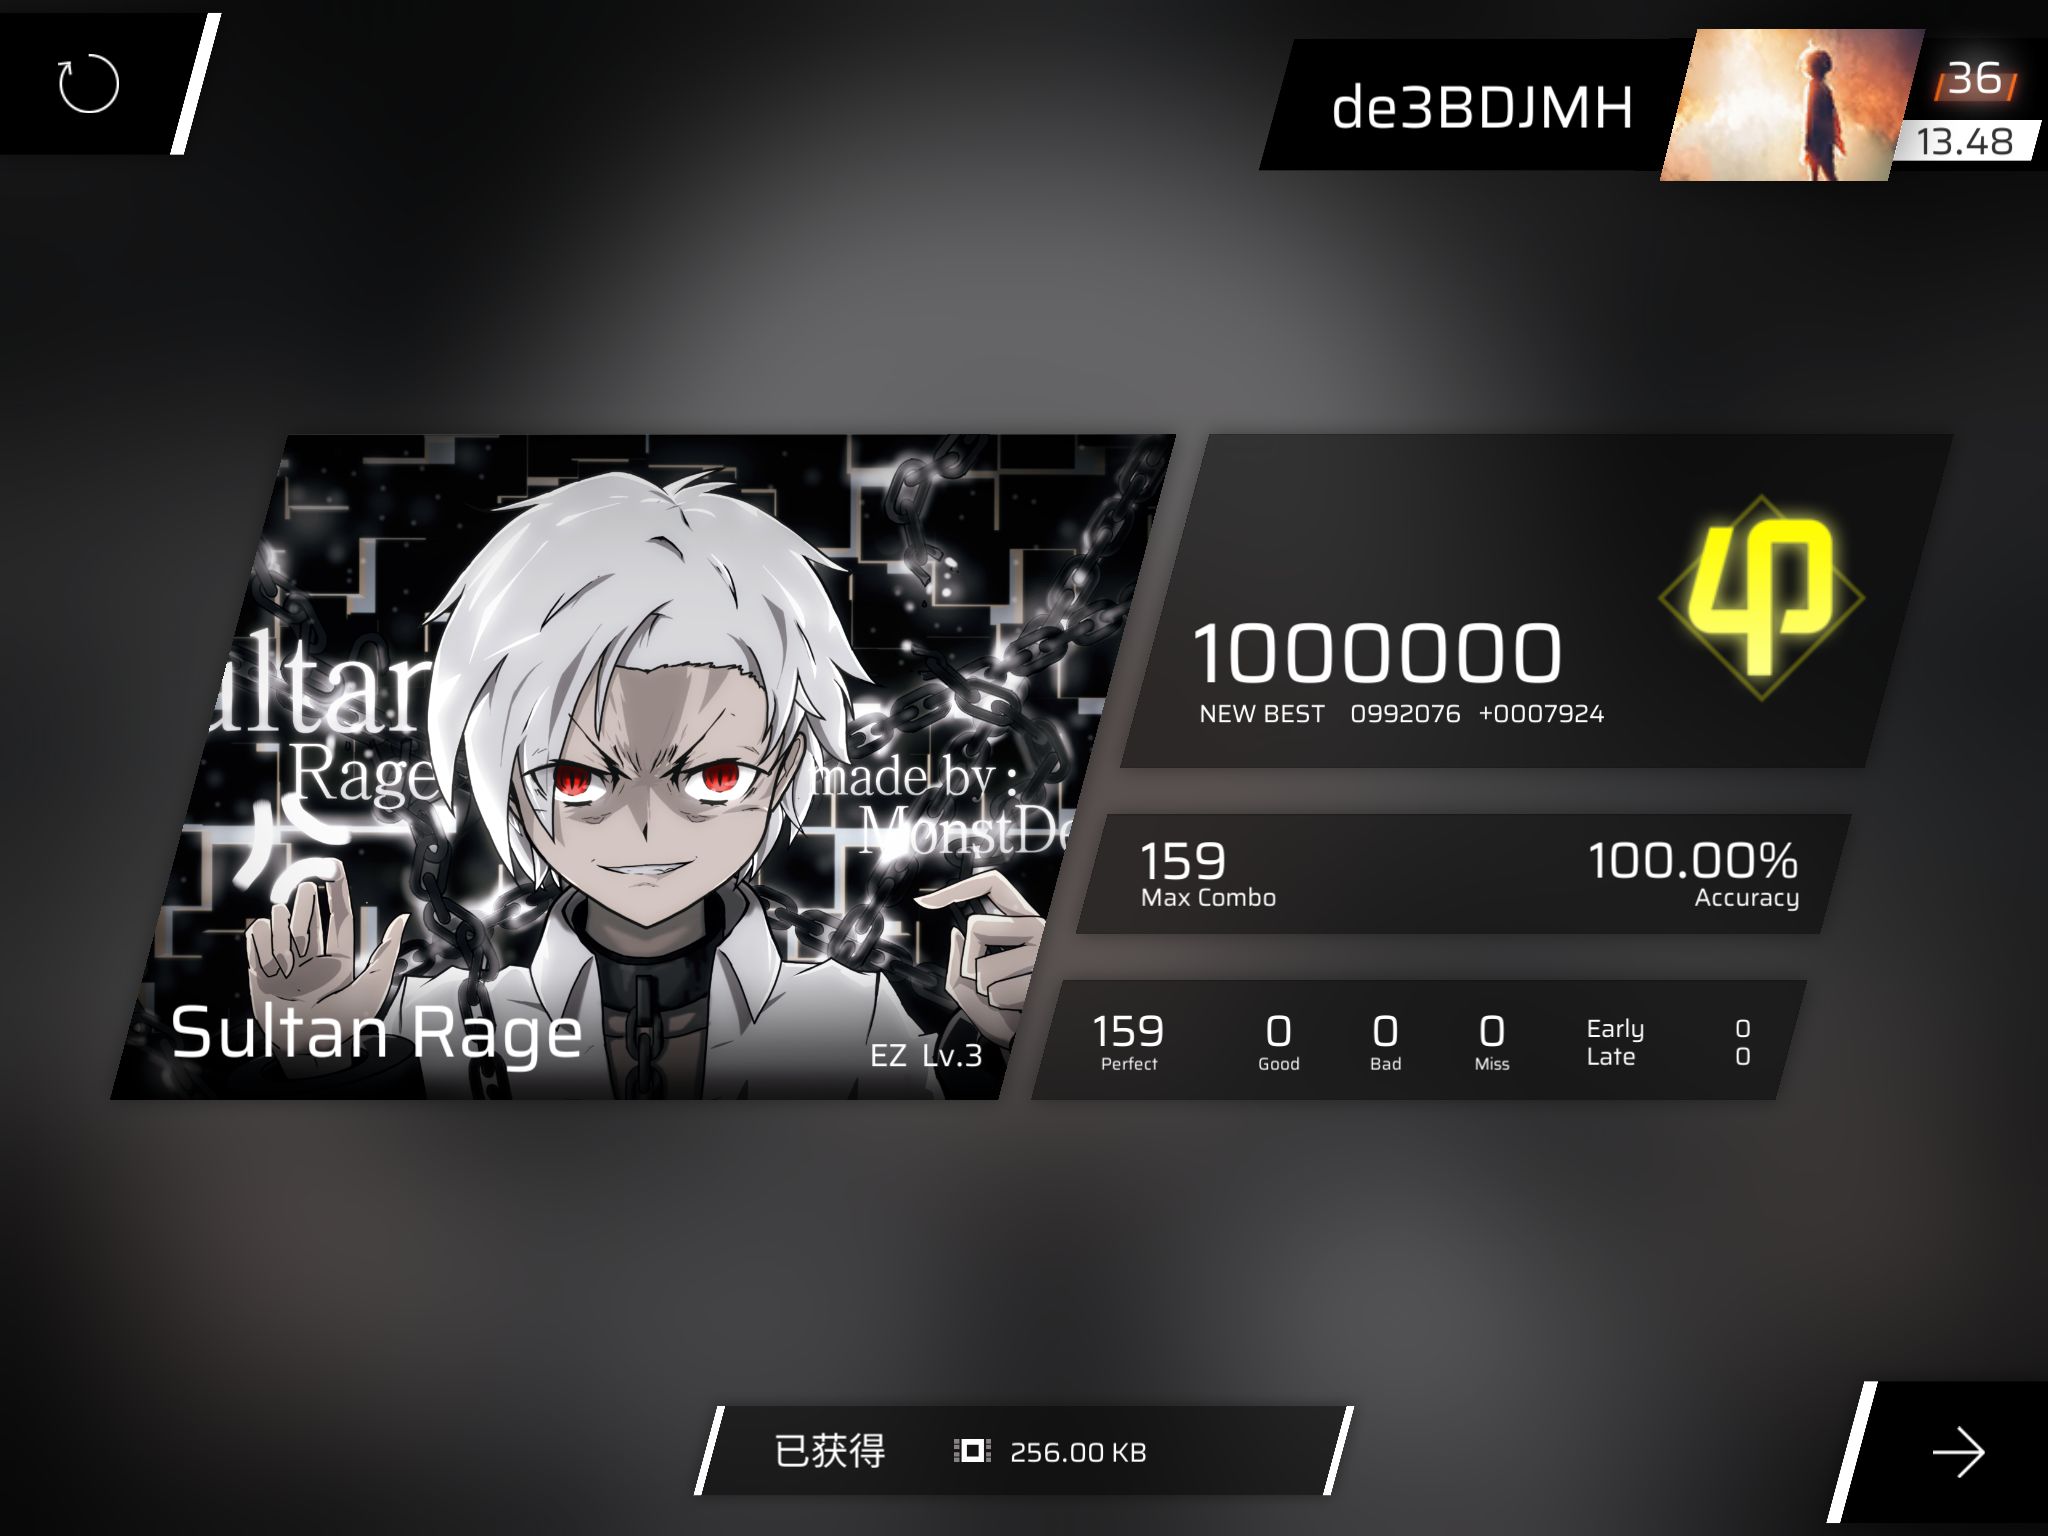 de3BDJMH
36
13.48
ultan
Rage
made by :
MonstDe
Sultan Rage
EZ Lv.3
φ
1000000
NEW BEST 0992076 +0007924
159
Max Combo
100.00%
Accuracy
159 0 0 0
Perfect Good Bad Miss
Early 0
Late 0
已获得 256.00 KB